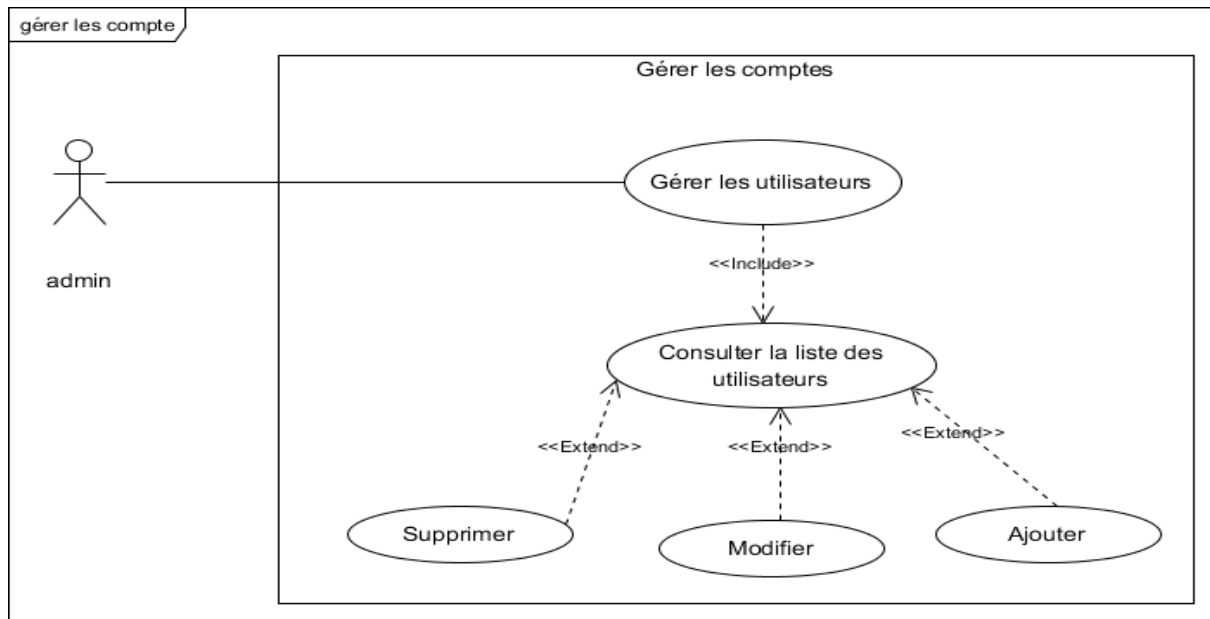 gérer les compte
Gérer les comptes
Gérer les utilisateurs
admin
<<Include>>
Consulter la liste des
utilisateurs
<<Extend>>
<<Extend>>
<<Extend>>
Supprimer
Modifier
Ajouter